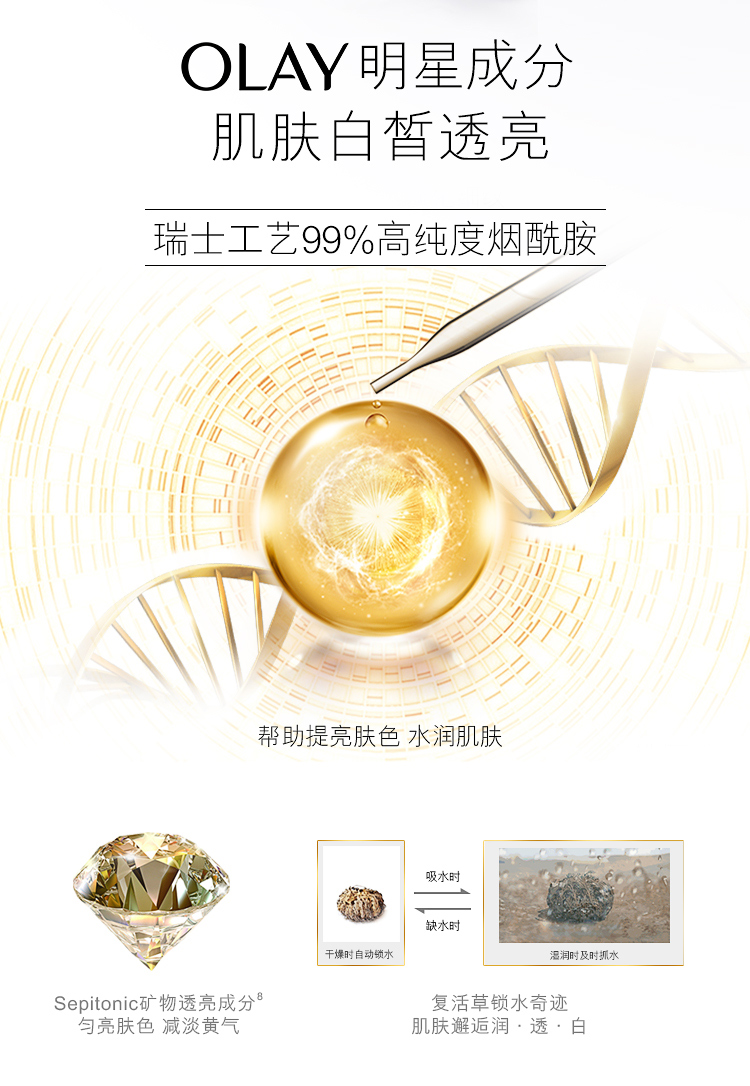 OLAY明星成分
肌肤白皙透亮
瑞士工艺99%高纯度烟酰胺
帮助提亮肤色 水润肌肤
吸水时
缺水时
干燥时自动锁水
湿润时及时抓水
Sepitonic矿物透亮成分8
匀亮肤色 减淡黄气
复活草锁水奇迹
肌肤邂逅润·透·白